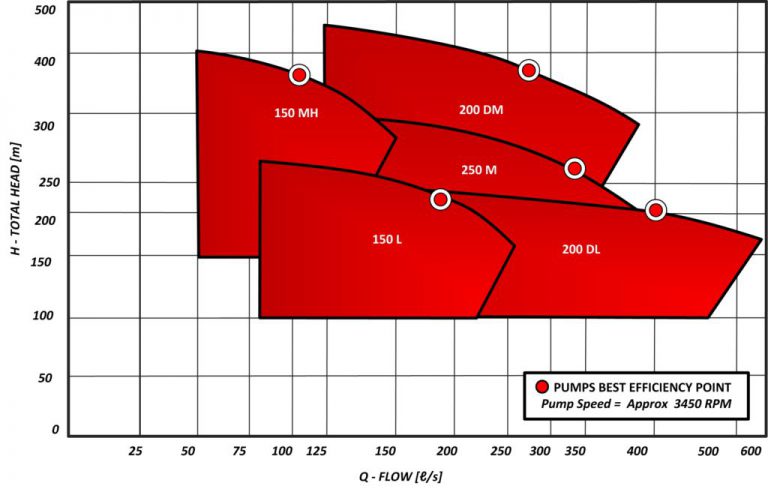 500
400
300
250
200
150
100
50
0
H - TOTAL HEAD [m]
150 MH
200 DM
250 M
150 L
200 DL
PUMPS BEST EFFICIENCY POINT
Pump Speed = Approx 3450 RPM
25 50 75 100 125 150 200 250 300 350 400 500 600
Q - FLOW [ℓ/s]